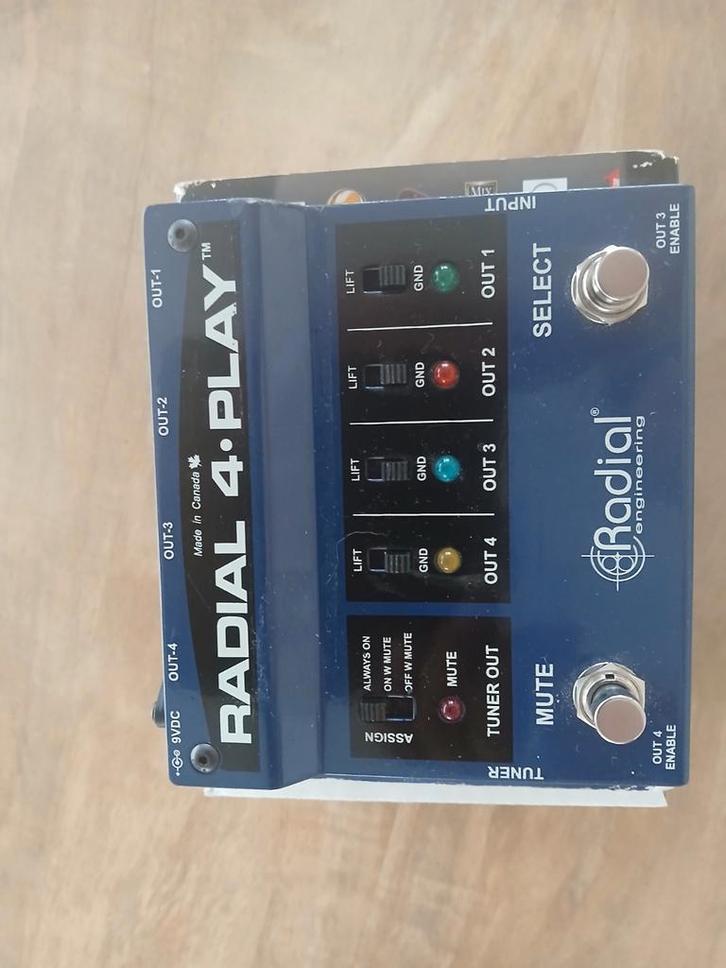 9VDC OUT-4 OUT-3 OUT-2 OUT-1
Made in Canada
RADIAL 4•PLAY™
ALWAYS ON
ON W MUTE
OFF W MUTE
ASSIGN
MUTE
TUNER OUT
LIFT LIFT LIFT LIFT
GND GND GND GND
OUT 4 OUT 3 OUT 2 OUT 1
TUNER
INPUT
MUTE
SELECT
Radial®
engineering
OUT 4
ENABLE
OUT 3
ENABLE
MIX